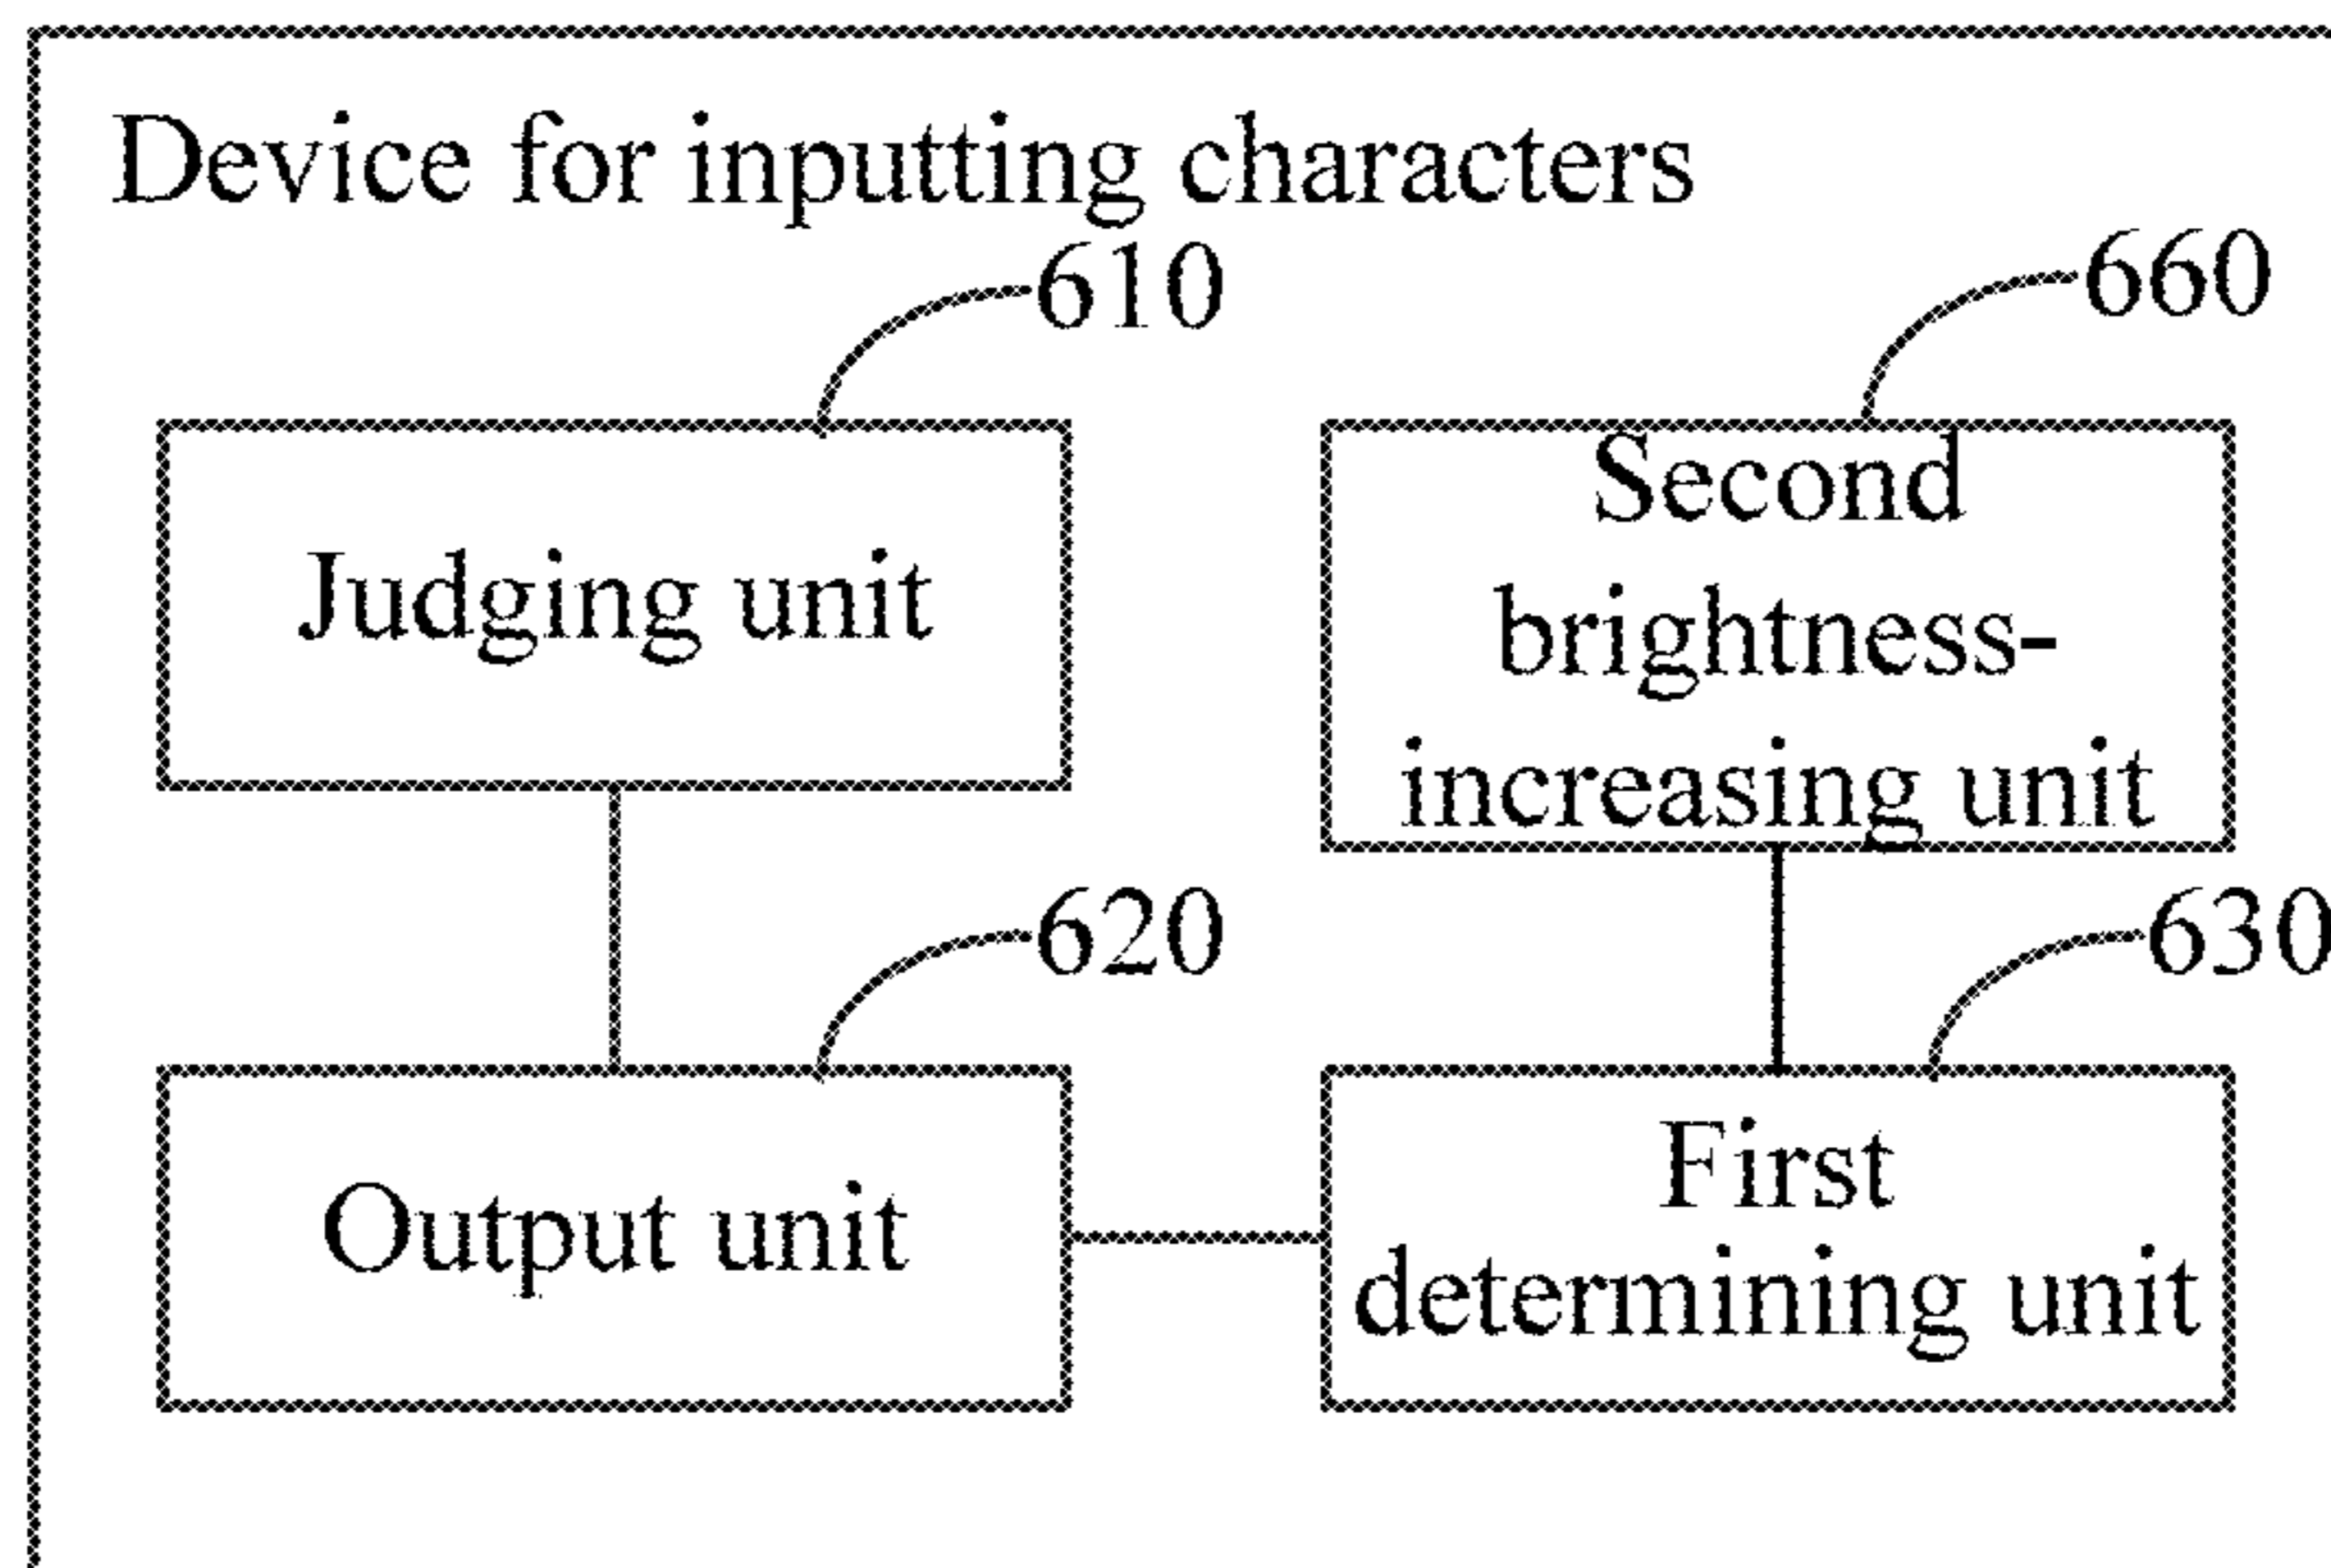 Device for inputting characters
610
660
Judging unit
Second
brightness-
increasing unit
620
630
Output unit
First
determining unit